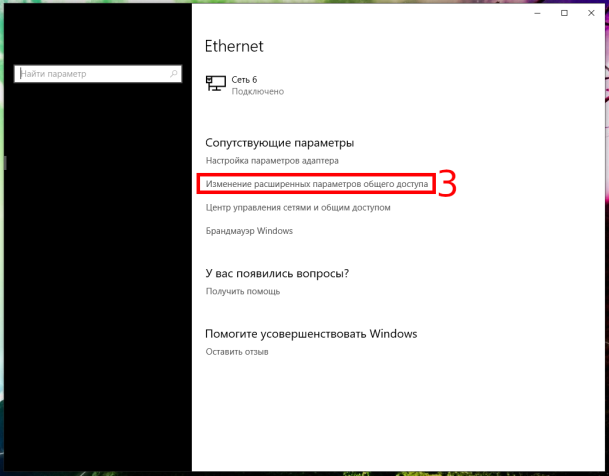 Ethernet
Найти параметр
Сеть 6
Подключено
Сопутствующие параметры
Настройка параметров адаптера
Изменение расширенных параметров общего доступа
3
Центр управления сетями и общим доступом
Брандмауэр Windows
У вас появились вопросы?
Получить помощь
Помогите усовершенствовать Windows
Оставить отзыв